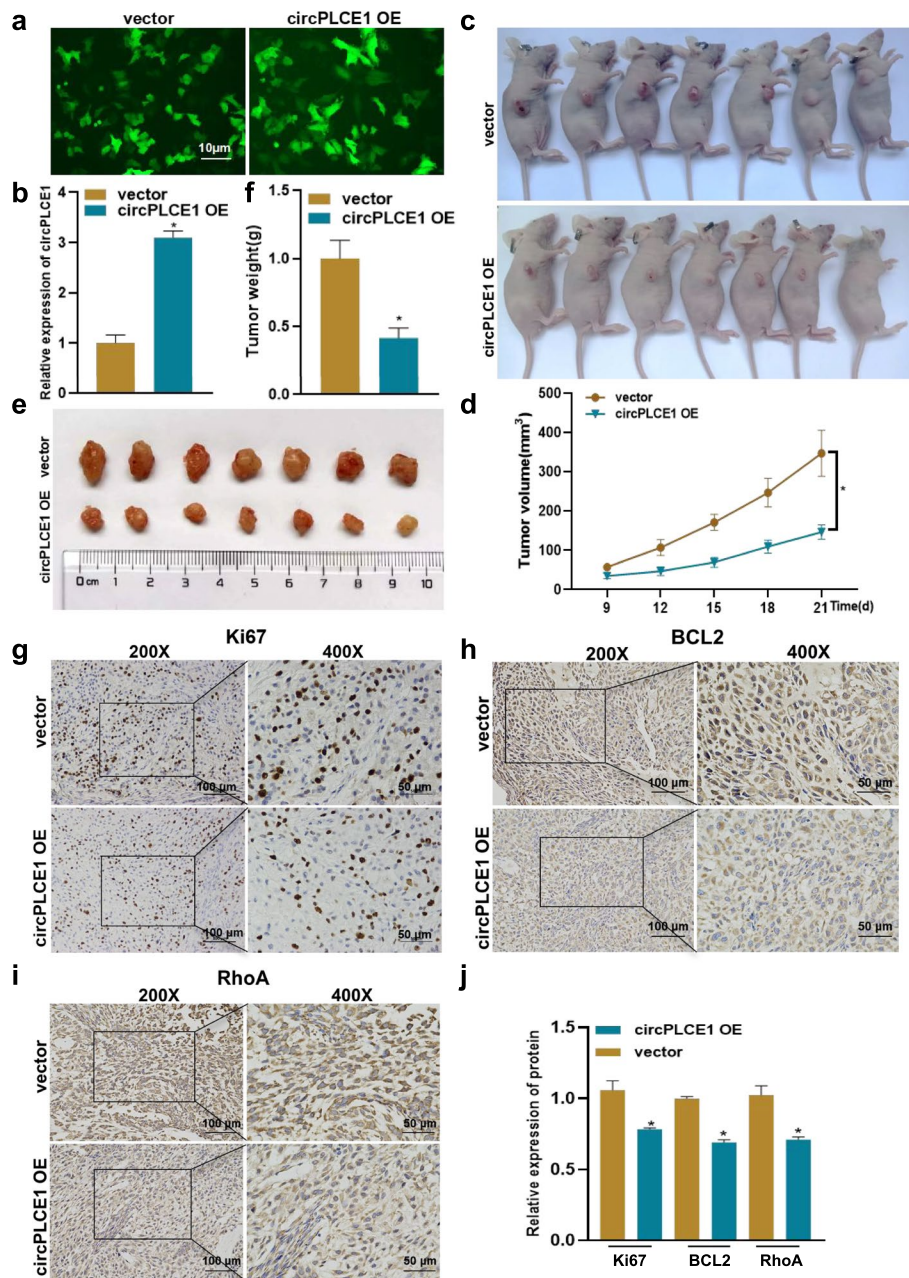 a
vector
circPLCE1 OE
10μm
b
Relative expression of circPLCE1
vector
circPLCE1 OE
4
3
2
1
0
*
f
Tumor weight(g)
vector
circPLCE1 OE
1.5
1.0
0.5
0.0
*
c
vector
circPLCE1 OE
d
Tumor volume(mm³)
vector
circPLCE1 OE
500
400
300
200
100
0
*
9 12 15 18 21 Time(d)
e
vector
circPLCE1 OE
0 cm 1 2 3 4 5 6 7 8 9 10
g
Ki67
200X 400X
vector
100 μm
50 μm
circPLCE1 OE
100 μm
50 μm
h
BCL2
200X 400X
vector
100 μm
50 μm
circPLCE1 OE
100 μm
50 μm
i
RhoA
200X 400X
vector
100 μm
50 μm
circPLCE1 OE
100 μm
50 μm
j
Relative expression of protein
circPLCE1 OE
vector
1.5
1.0
0.5
0.0
* * *
Ki67 BCL2 RhoA